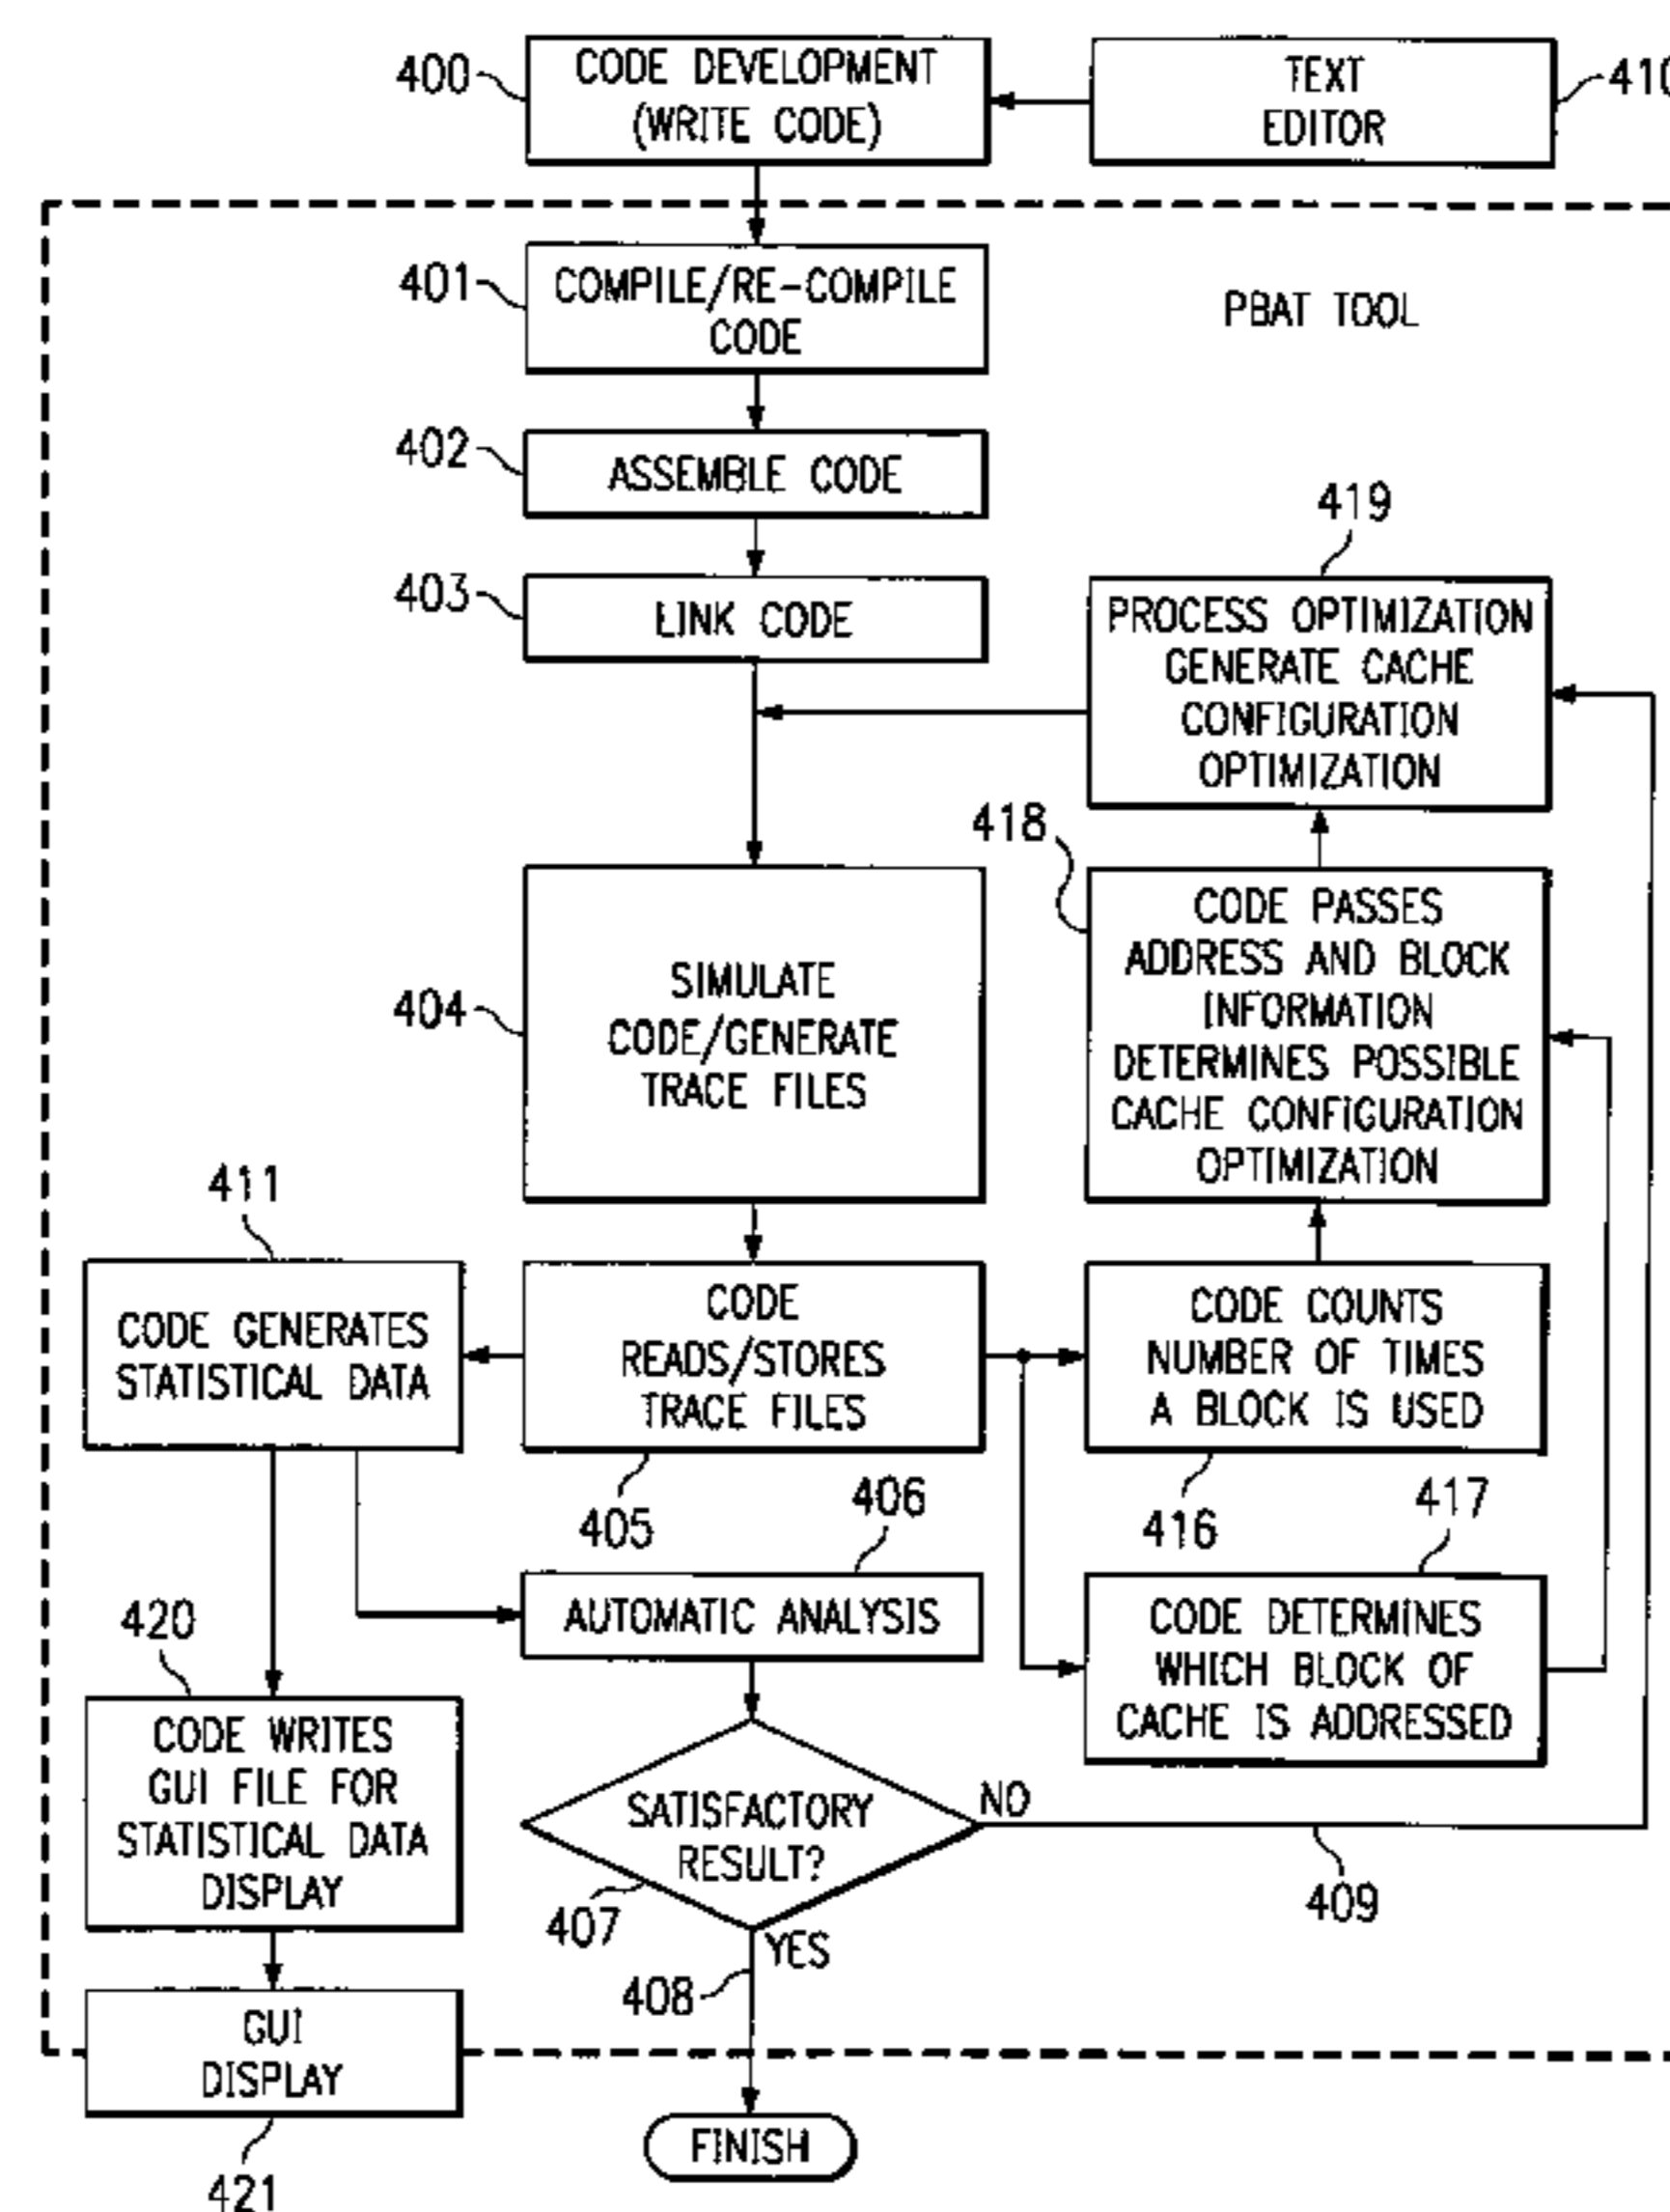 400
CODE DEVELOPMENT
(WRITE CODE)
TEXT
EDITOR
410
401
COMPILE/RE-COMPILE
CODE
PBAT TOOL
402
ASSEMBLE CODE
403
LINK CODE
419
PROCESS OPTIMIZATION
GENERATE CACHE
CONFIGURATION
OPTIMIZATION
404
SIMULATE
CODE/GENERATE
TRACE FILES
418
CODE PASSES
ADDRESS AND BLOCK
INFORMATION
DETERMINES POSSIBLE
CACHE CONFIGURATION
OPTIMIZATION
411
CODE GENERATES
STATISTICAL DATA
CODE
READS/STORES
TRACE FILES
405
CODE COUNTS
NUMBER OF TIMES
A BLOCK IS USED
416
406
AUTOMATIC ANALYSIS
417
CODE DETERMINES
WHICH BLOCK OF
CACHE IS ADDRESSED
420
CODE WRITES
GUI FILE FOR
STATISTICAL DATA
DISPLAY
SATISFACTORY
RESULT?
407
NO
409
YES
408
GUI
DISPLAY
421
FINISH